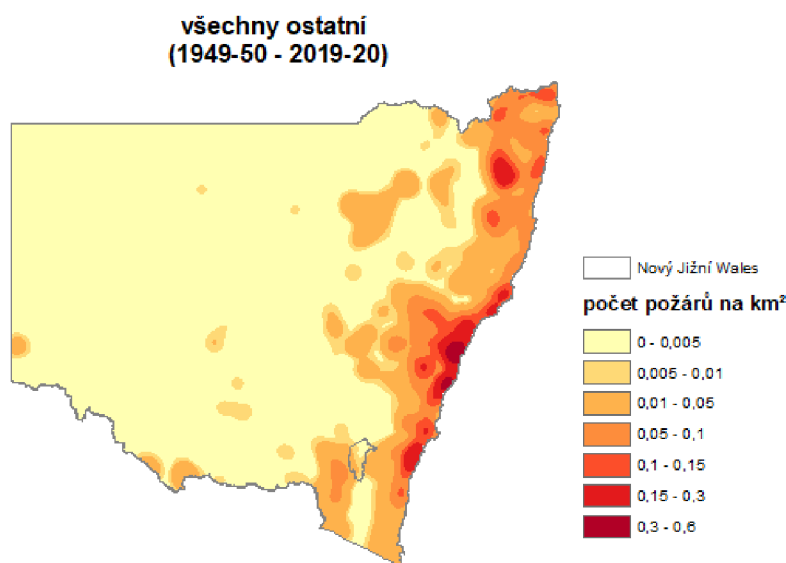 všechny ostatní
(1949-50 - 2019-20)
Nový Jižní Wales
počet požárů na km²
0 - 0,005
0,005 - 0,01
0,01 - 0,05
0,05 - 0,1
0,1 - 0,15
0,15 - 0,3
0,3 - 0,6